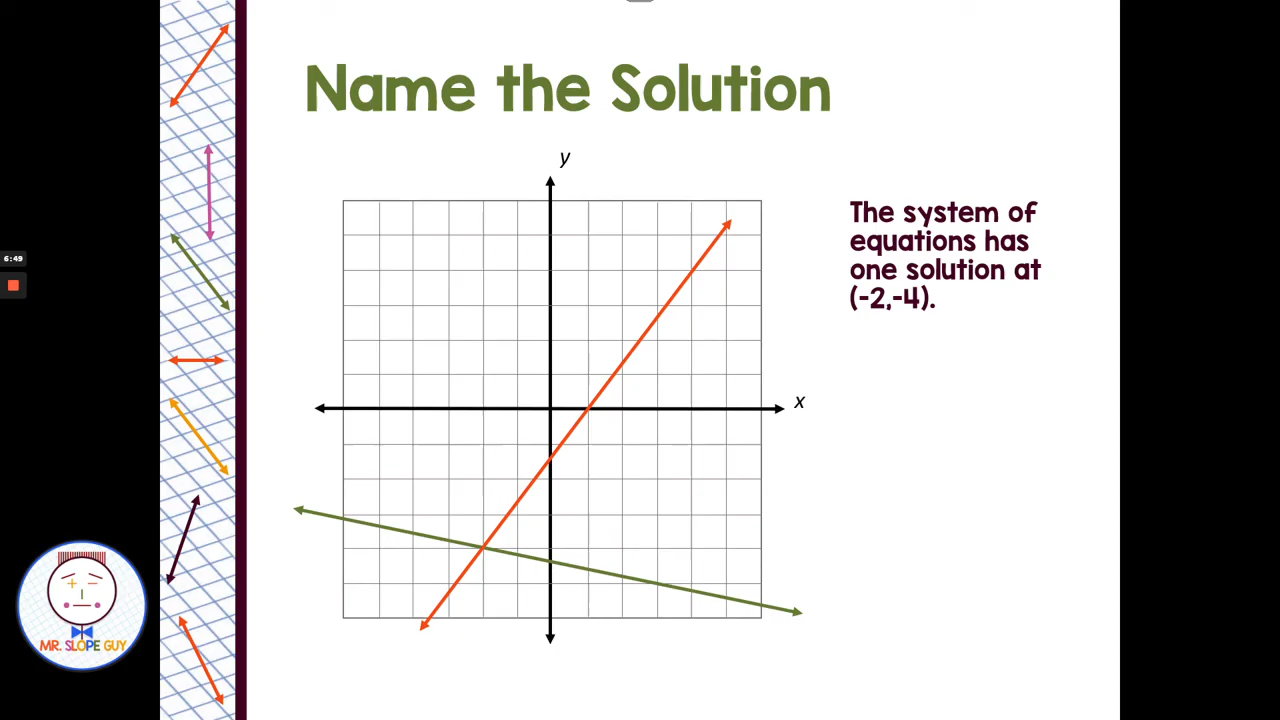 Name the Solution
y
The system of
equations has
one solution at
(-2,-4).
x
6:49
MR. SLOPE GUY